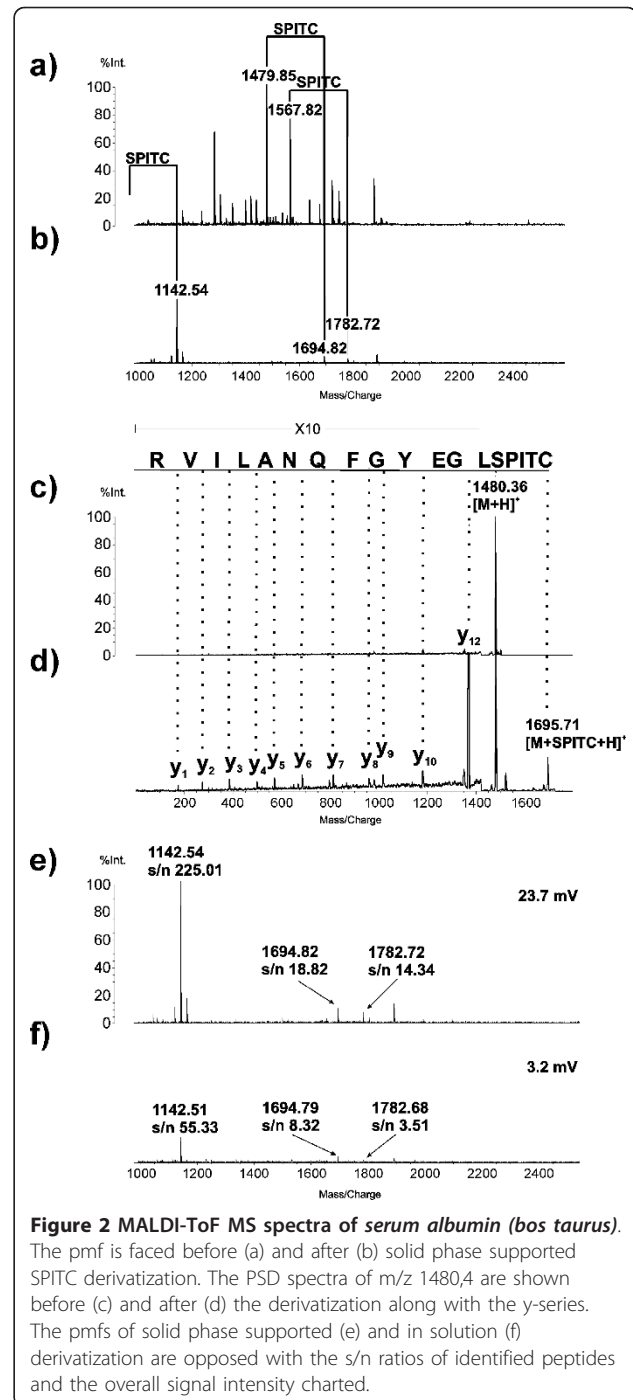 SPITC
a)
1479.85
SPITC
%Int.
1567.82
100
80
60
SPITC
40
20
0
b)
1142.54
1782.72
1694.82
1000 1200 1400 1600 1800 2000 2200 2400
Mass/Charge
X10
R V I L A N Q F G Y EG LSPITC
c)
1480.36
[M+H]+
%Int.
100
80
60
40
20
0
y12
d)
1695.71
[M+SPITC+H]+
y1 y2 y3 y4 y5 y6 y7 y8 y9 y10
0 200 400 600 800 1000 1200 1400 1600
Mass/Charge
e)
1142.54
s/n 225.01
%Int.
23.7 mV
100
80
60
40
20
0
1694.82
s/n 18.82
1782.72
s/n 14.34
f)
3.2 mV
1142.51
s/n 55.33
1694.79
s/n 8.32
1782.68
s/n 3.51
1000 1200 1400 1600 1800 2000 2200 2400
Mass/Charge
Figure 2 MALDI-ToF MS spectra of serum albumin (bos taurus).
The pmf is faced before (a) and after (b) solid phase supported
SPITC derivatization. The PSD spectra of m/z 1480,4 are shown
before (c) and after (d) the derivatization along with the y-series.
The pmfs of solid phase supported (e) and in solution (f)
derivatization are opposed with the s/n ratios of identified peptides
and the overall signal intensity charted.